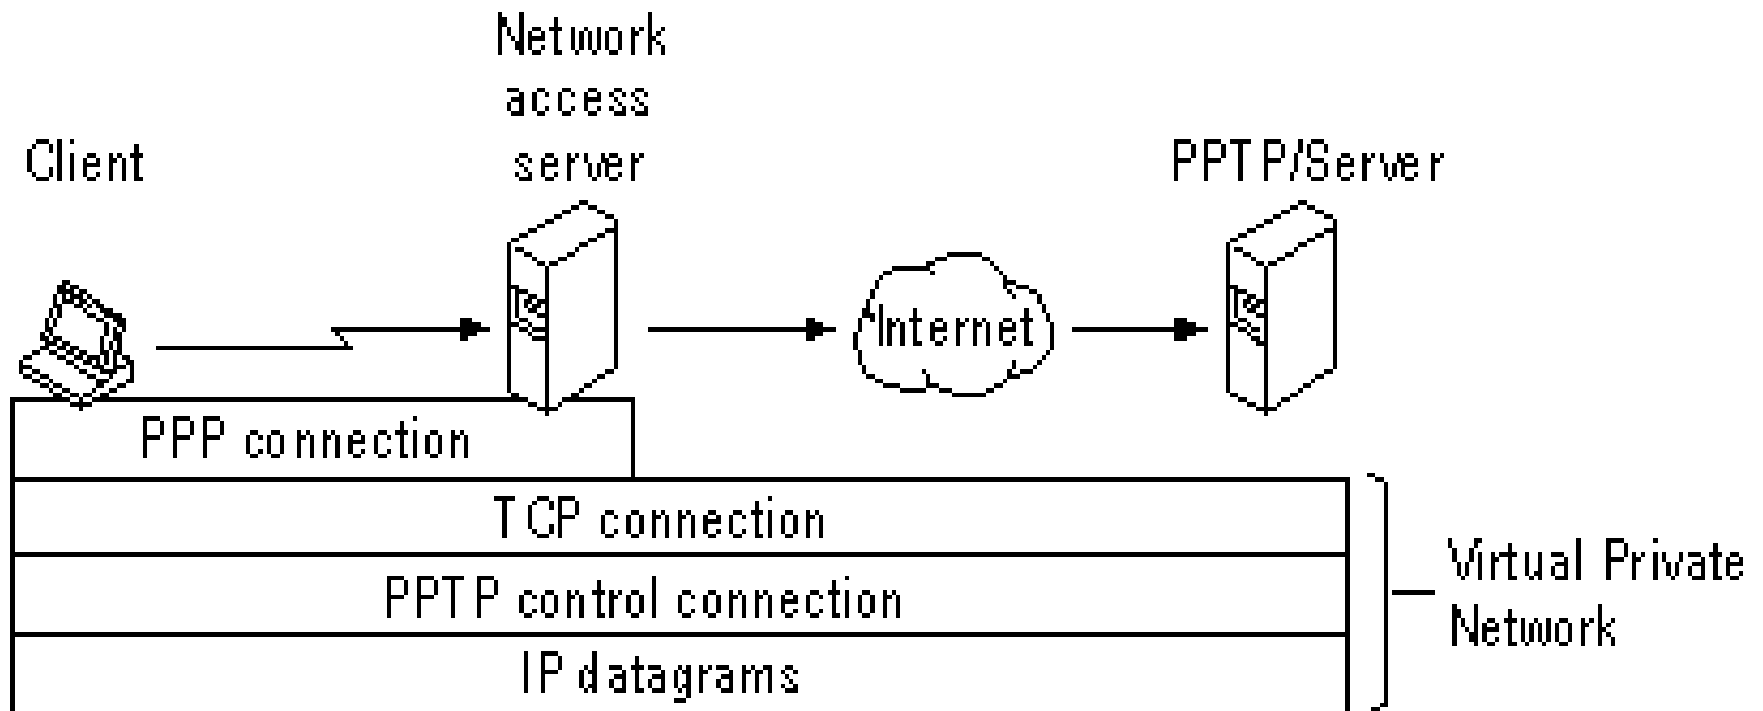 Network
access
server
Client
PPTP/Server
Internet
PPP connection
TCP connection
PPTP control connection
IP datagrams
Virtual Private
Network